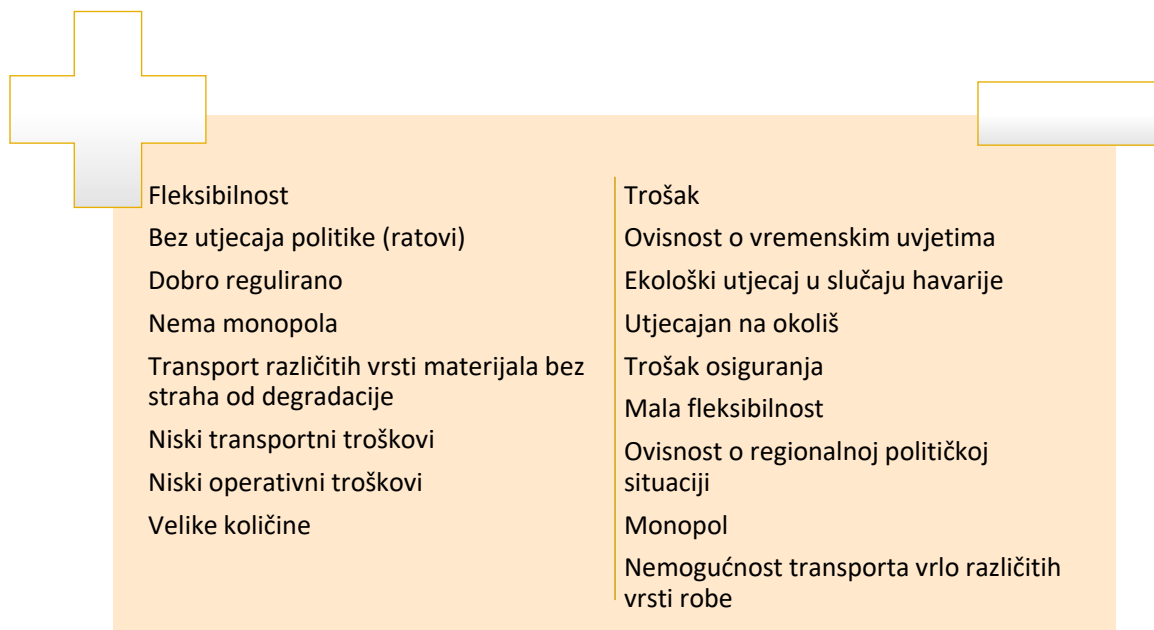 Fleksibilnost
Bez utjecaja politike (ratovi)
Dobro regulirano
Nema monopola
Transport različitih vrsti materijala bez
straha od degradacije
Niski transportni troškovi
Niski operativni troškovi
Velike količine
Trošak
Ovisnost o vremenskim uvjetima
Ekološki utjecaj u slučaju havarije
Utjecajan na okoliš
Trošak osiguranja
Mala fleksibilnost
Ovisnost o regionalnoj političkoj
situaciji
Monopol
Nemogućnost transporta vrlo različitih
vrsti robe